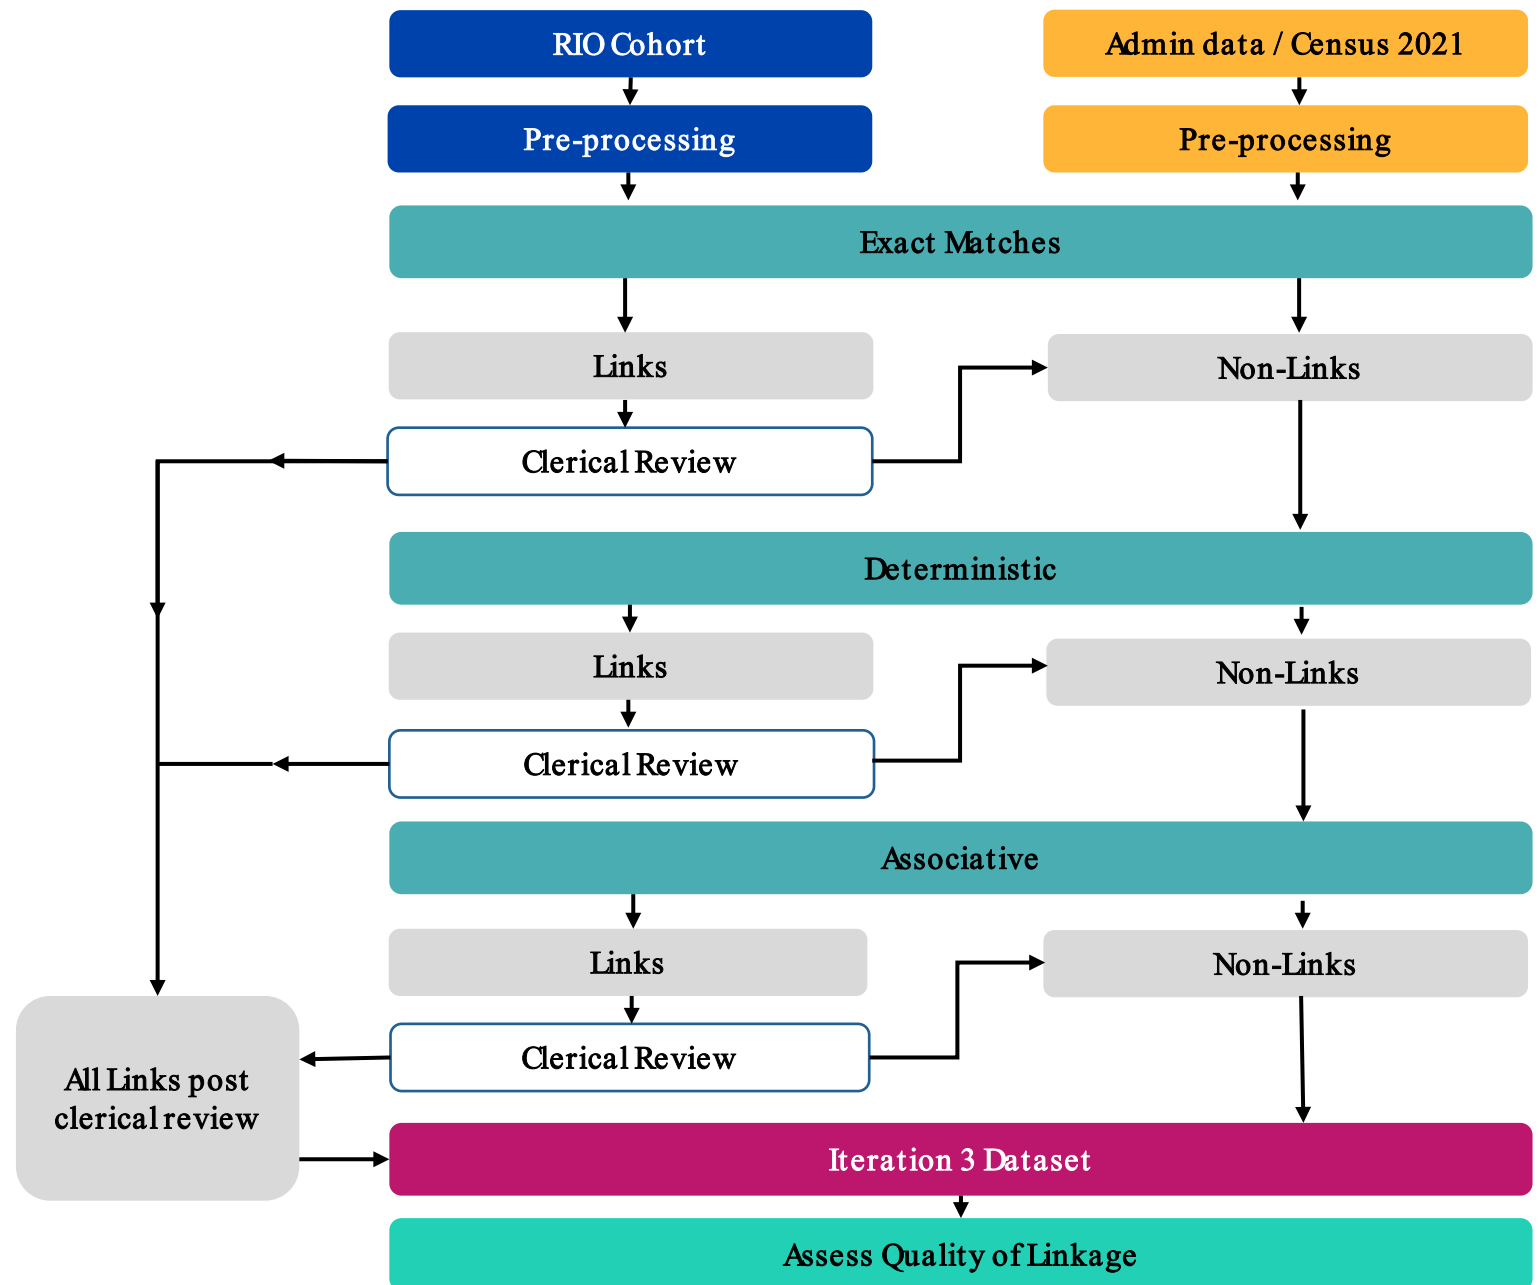 RIO Cohort
Admin data / Census 2021
Pre-processing
Pre-processing
Exact Matches
Links
Non-Links
Clerical Review
Deterministic
Links
Non-Links
Clerical Review
Associative
Links
Non-Links
Clerical Review
All Links post
clerical review
Iteration 3 Dataset
Assess Quality of Linkage